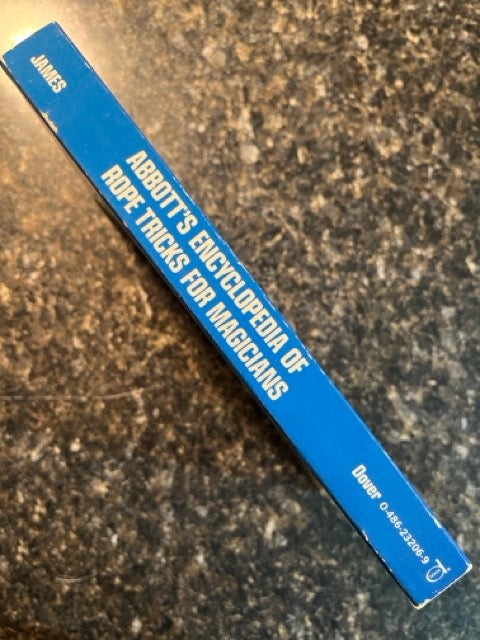 JAMES
ABBOTT'S ENCYCLOPEDIA OF
ROPE TRICKS FOR MAGICIANS
Dover 0-486-23206-9